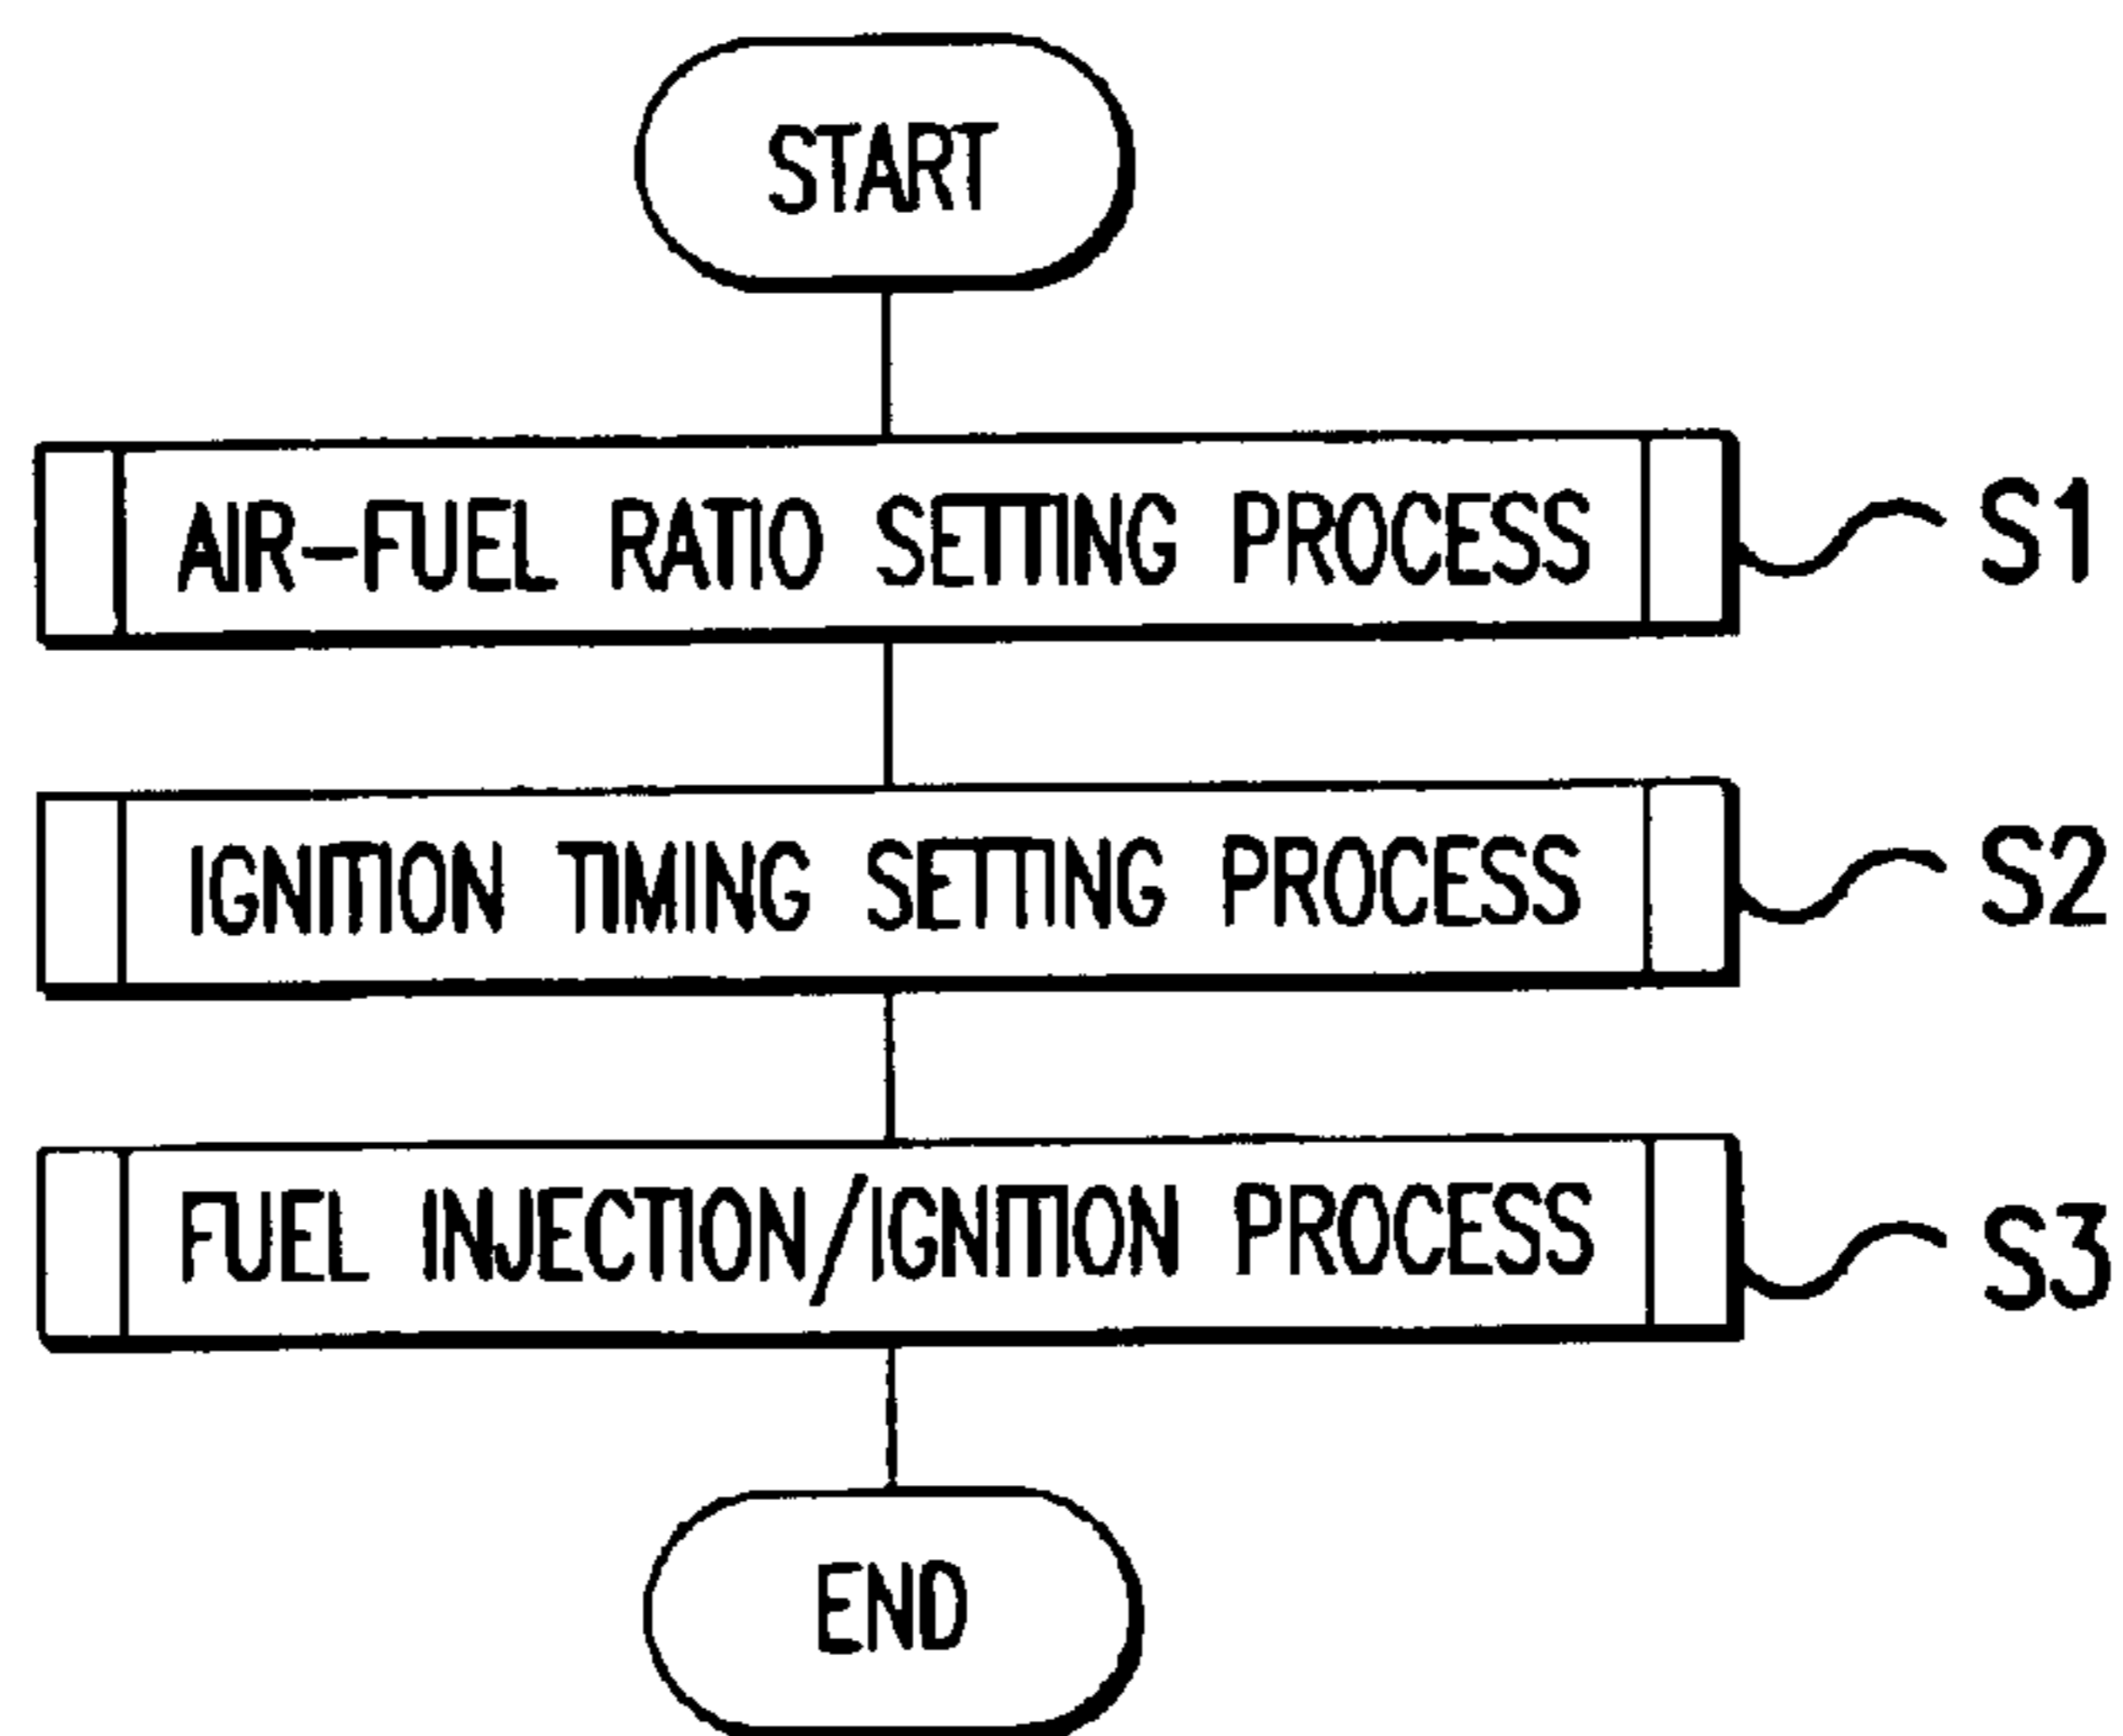 START
AIR-FUEL RATIO SETTING PROCESS S1
IGNITION TIMING SETTING PROCESS S2
FUEL INJECTION/IGNITION PROCESS S3
END